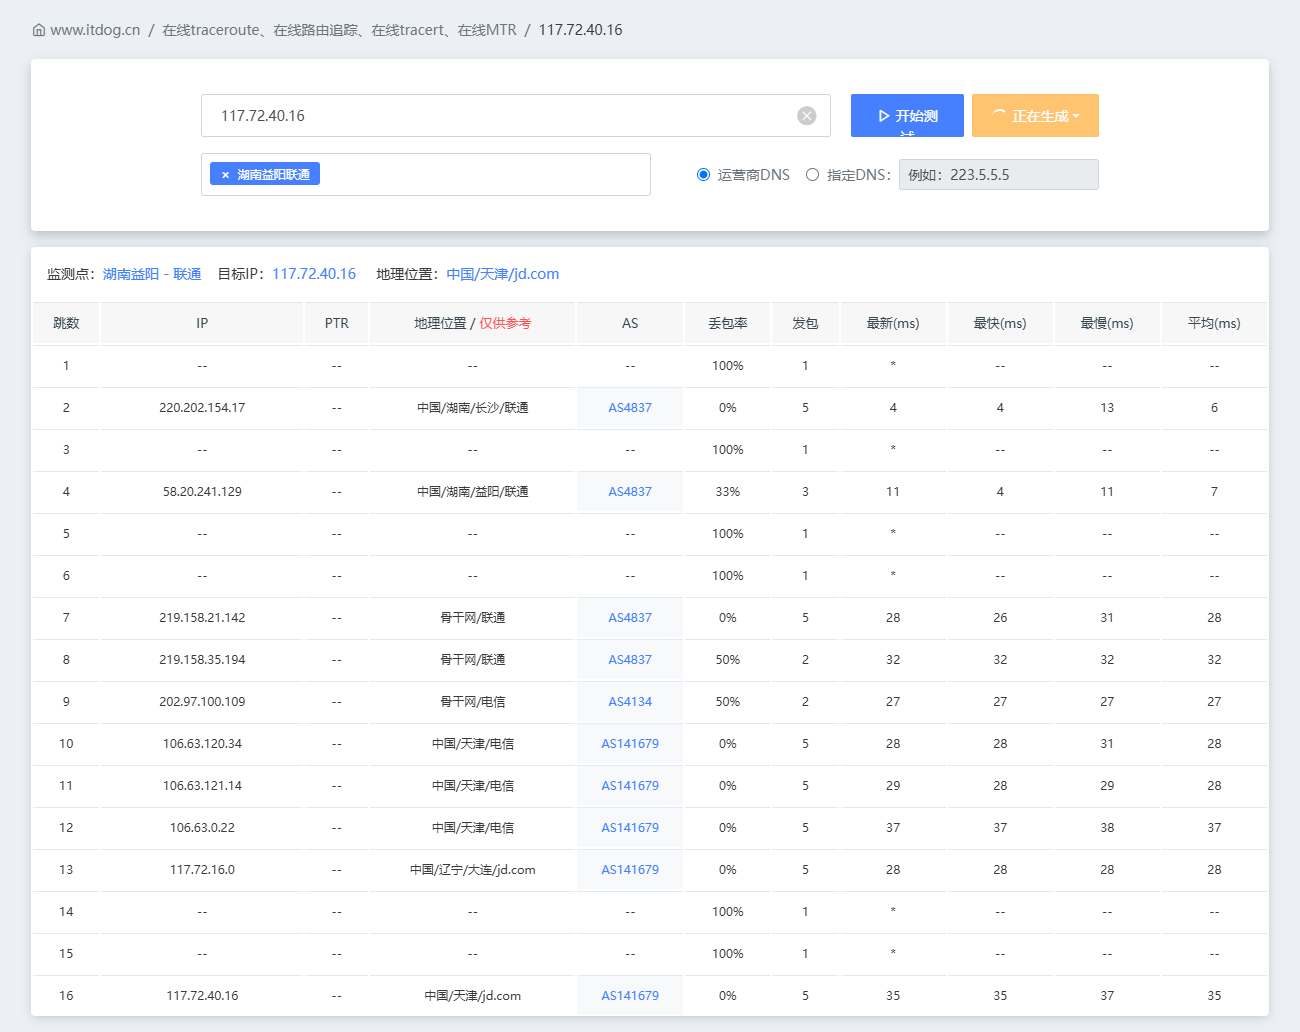 www.itdog.cn / 在线traceroute、在线路由追踪、在线tracert、在线MTR / 117.72.40.16
117.72.40.16 开始测试 正在生成
× 湖南益阳联通 运营商DNS 指定DNS: 例如：223.5.5.5
监测点：湖南益阳 - 联通 目标IP：117.72.40.16 地理位置：中国/天津/jd.com
跳数 IP PTR 地理位置 / 仅供参考 AS 丢包率 发包 最新(ms) 最快(ms) 最慢(ms) 平均(ms)
1 -- -- -- -- 100% 1 * -- -- --
2 220.202.154.17 -- 中国/湖南/长沙/联通 AS4837 0% 5 4 4 13 6
3 -- -- -- -- 100% 1 * -- -- --
4 58.20.241.129 -- 中国/湖南/益阳/联通 AS4837 33% 3 11 4 11 7
5 -- -- -- -- 100% 1 * -- -- --
6 -- -- -- -- 100% 1 * -- -- --
7 219.158.21.142 -- 骨干网/联通 AS4837 0% 5 28 26 31 28
8 219.158.35.194 -- 骨干网/联通 AS4837 50% 2 32 32 32 32
9 202.97.100.109 -- 骨干网/电信 AS4134 50% 2 27 27 27 27
10 106.63.120.34 -- 中国/天津/电信 AS141679 0% 5 28 28 31 28
11 106.63.121.14 -- 中国/天津/电信 AS141679 0% 5 29 28 29 28
12 106.63.0.22 -- 中国/天津/电信 AS141679 0% 5 37 37 38 37
13 117.72.16.0 -- 中国/辽宁/大连/jd.com AS141679 0% 5 28 28 28 28
14 -- -- -- -- 100% 1 * -- -- --
15 -- -- -- -- 100% 1 * -- -- --
16 117.72.40.16 -- 中国/天津/jd.com AS141679 0% 5 35 35 37 35